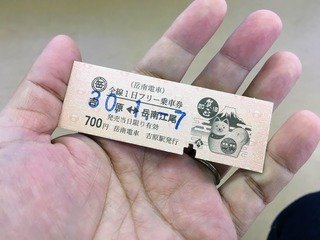 (岳南電車)
全線1日フリー乗車券
30.1.-7
吉原 ↔ 岳南江尾
発売当日限り有効
700円 岳南電車 吉原駅発行